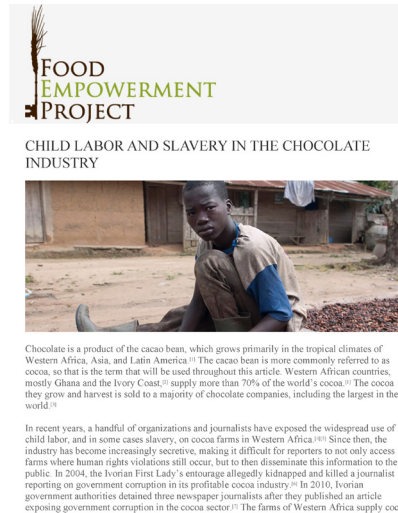 FOOD
EMPOWERMENT
PROJECT
CHILD LABOR AND SLAVERY IN THE CHOCOLATE
INDUSTRY
Chocolate is a product of the cacao bean, which grows primarily in the tropical climates of
Western Africa, Asia, and Latin America.[1] The cacao bean is more commonly referred to as
cocoa, so that is the term that will be used throughout this article. Western African countries,
mostly Ghana and the Ivory Coast,[2] supply more than 70% of the world’s cocoa.[1] The cocoa
they grow and harvest is sold to a majority of chocolate companies, including the largest in the
world.[3]
In recent years, a handful of organizations and journalists have exposed the widespread use of
child labor, and in some cases slavery, on cocoa farms in Western Africa.[4][5] Since then, the
industry has become increasingly secretive, making it difficult for reporters to not only access
farms where human rights violations still occur, but to then disseminate this information to the
public. In 2004, the Ivorian First Lady’s entourage allegedly kidnapped and killed a journalist
reporting on government corruption in its profitable cocoa industry.[6] In 2010, Ivorian
government authorities detained three newspaper journalists after they published an article
exposing government corruption in the cocoa sector.[7] The farms of Western Africa supply coc